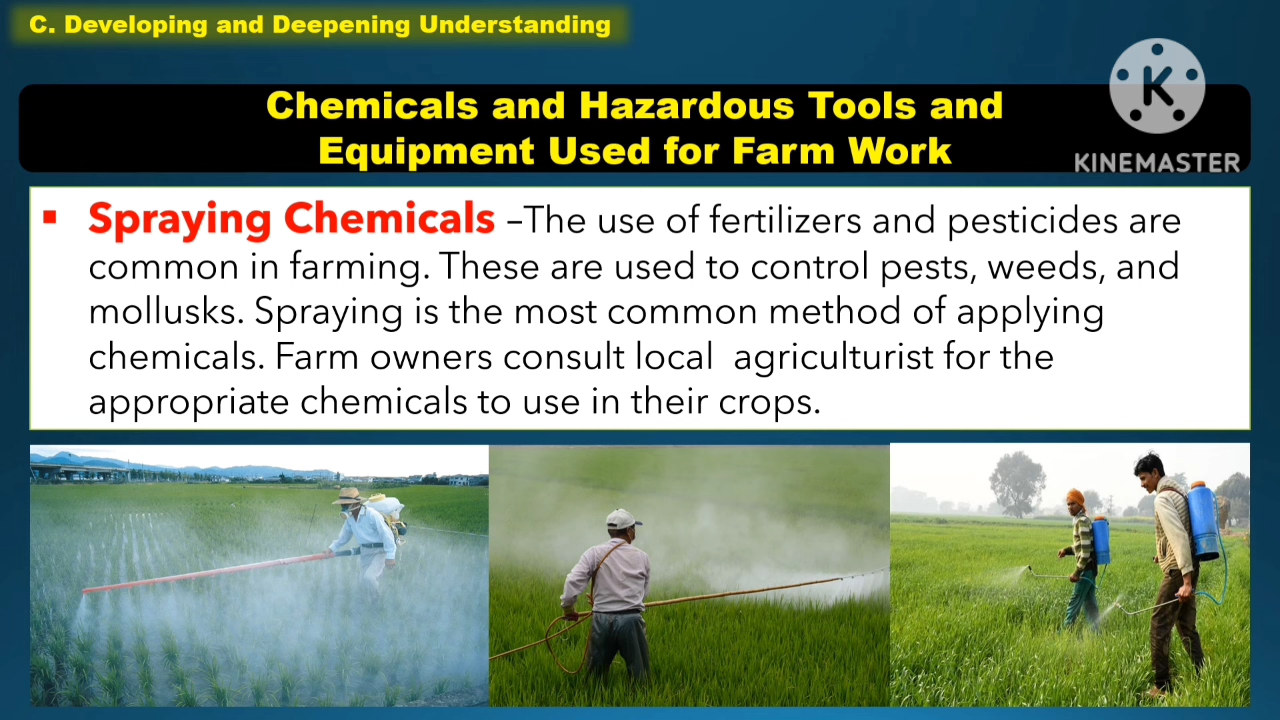 C. Developing and Deepening Understanding
Chemicals and Hazardous Tools and
Equipment Used for Farm Work
K
KINEMASTER
▪ Spraying Chemicals –The use of fertilizers and pesticides are
common in farming. These are used to control pests, weeds, and
mollusks. Spraying is the most common method of applying
chemicals. Farm owners consult local agriculturist for the
appropriate chemicals to use in their crops.